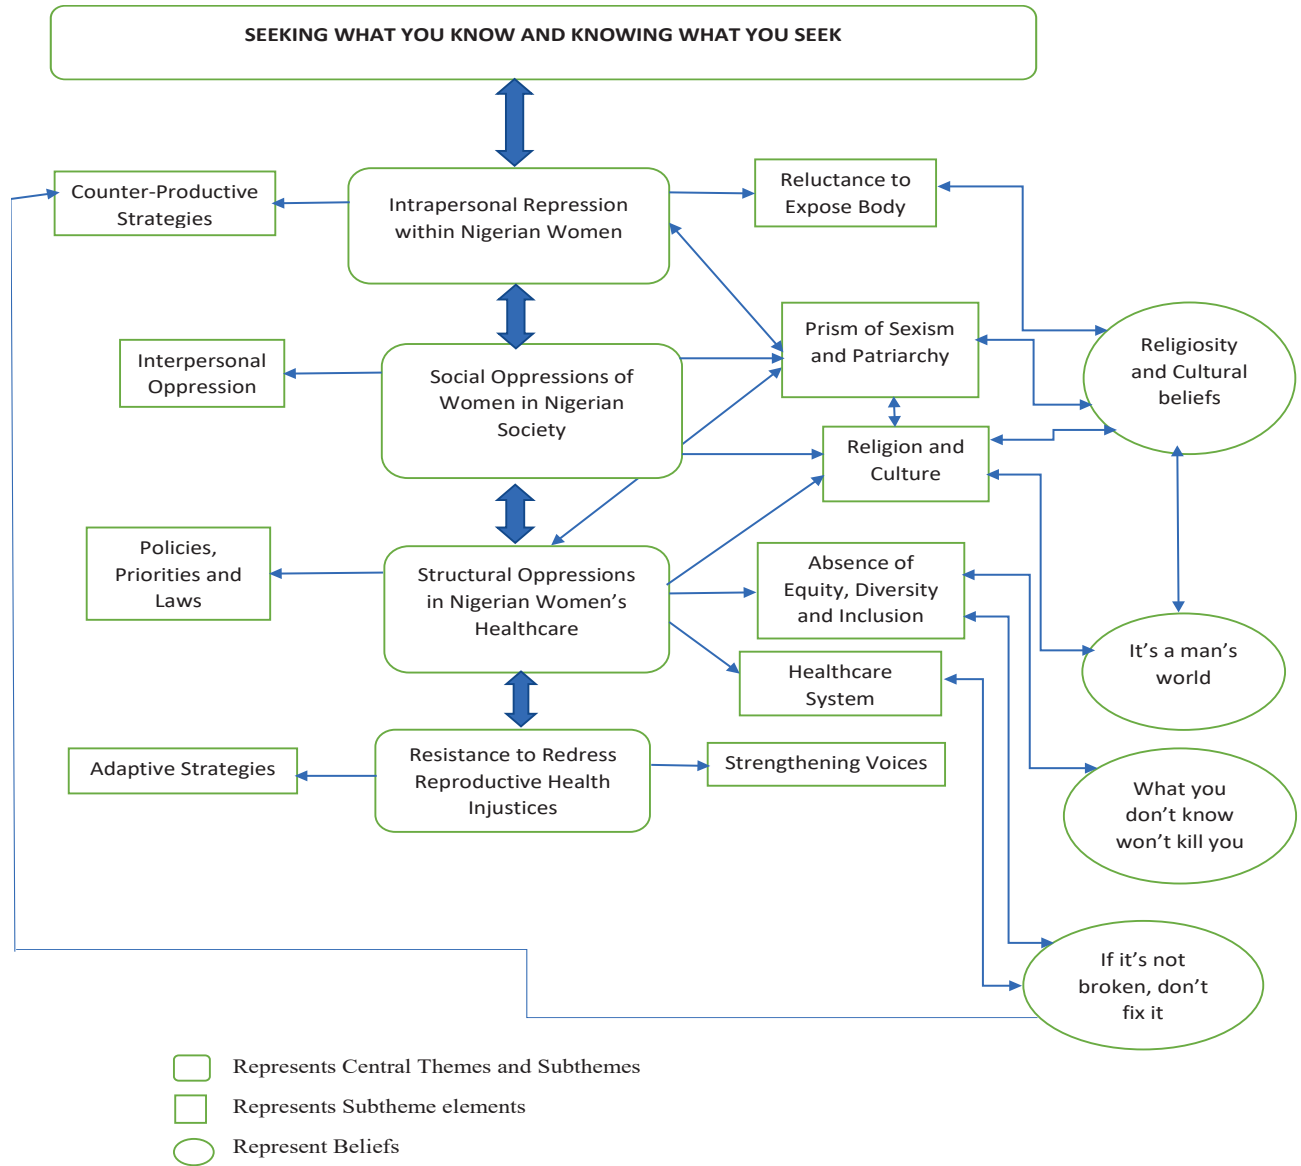 SEEKING WHAT YOU KNOW AND KNOWING WHAT YOU SEEK
Counter-Productive
Strategies
Intrapersonal Repression
within Nigerian Women
Reluctance to
Expose Body
Interpersonal
Oppression
Social Oppressions of
Women in Nigerian
Society
Prism of Sexism
and Patriarchy
Religiosity
and Cultural
beliefs
Religion and
Culture
Policies,
Priorities and
Laws
Structural Oppressions
in Nigerian Women’s
Healthcare
Absence of
Equity, Diversity
and Inclusion
It’s a man’s
world
Healthcare
System
Adaptive Strategies
Resistance to Redress
Reproductive Health
Injustices
Strengthening Voices
What you
don’t know
won’t kill you
If it’s not
broken, don’t
fix it
Represents Central Themes and Subthemes
Represents Subtheme elements
Represent Beliefs